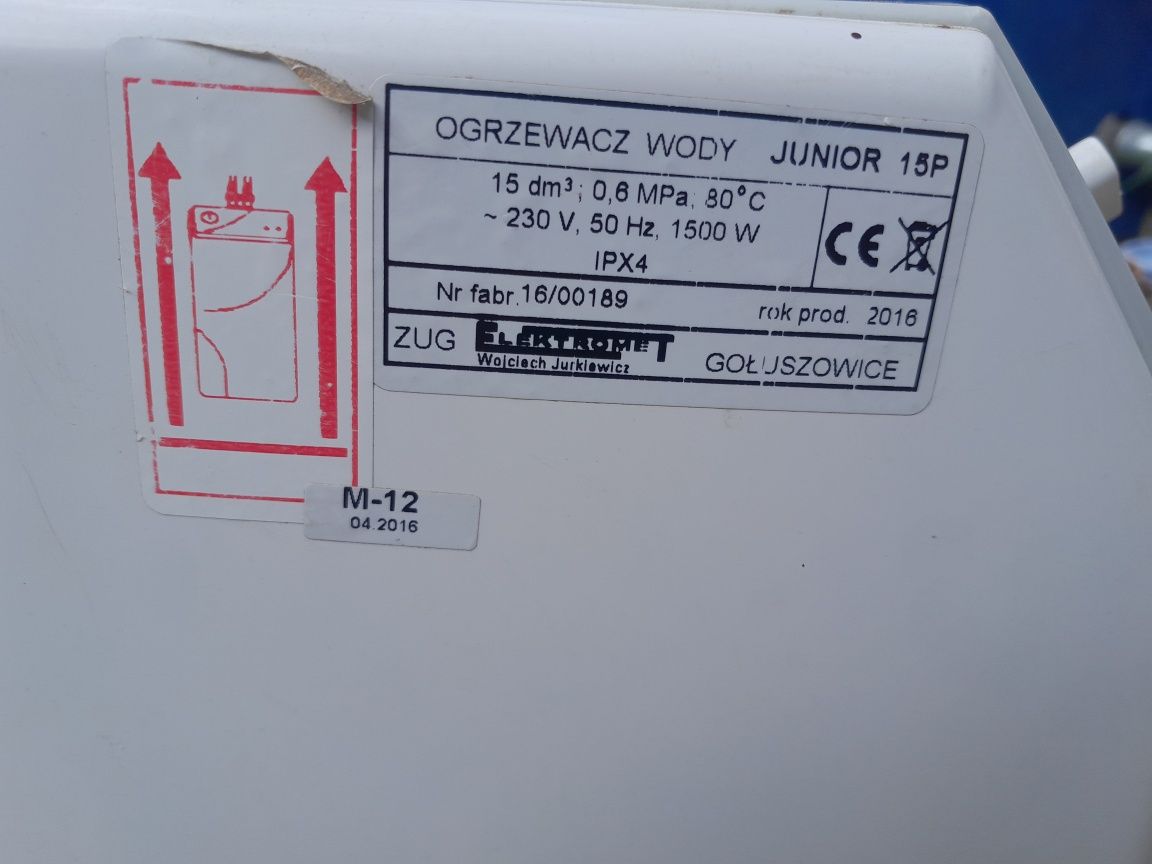 OGRZEWACZ WODY JUNIOR 15P
15 dm³; 0,6 MPa; 80°C
~ 230 V, 50 Hz, 1500 W
IPX4
CE
Nr fabr. 16/00189 rok prod. 2016
ZUG ELEKTROMET GOŁUSZOWICE
Wojciech Jurkiewicz
M-12
04.2016